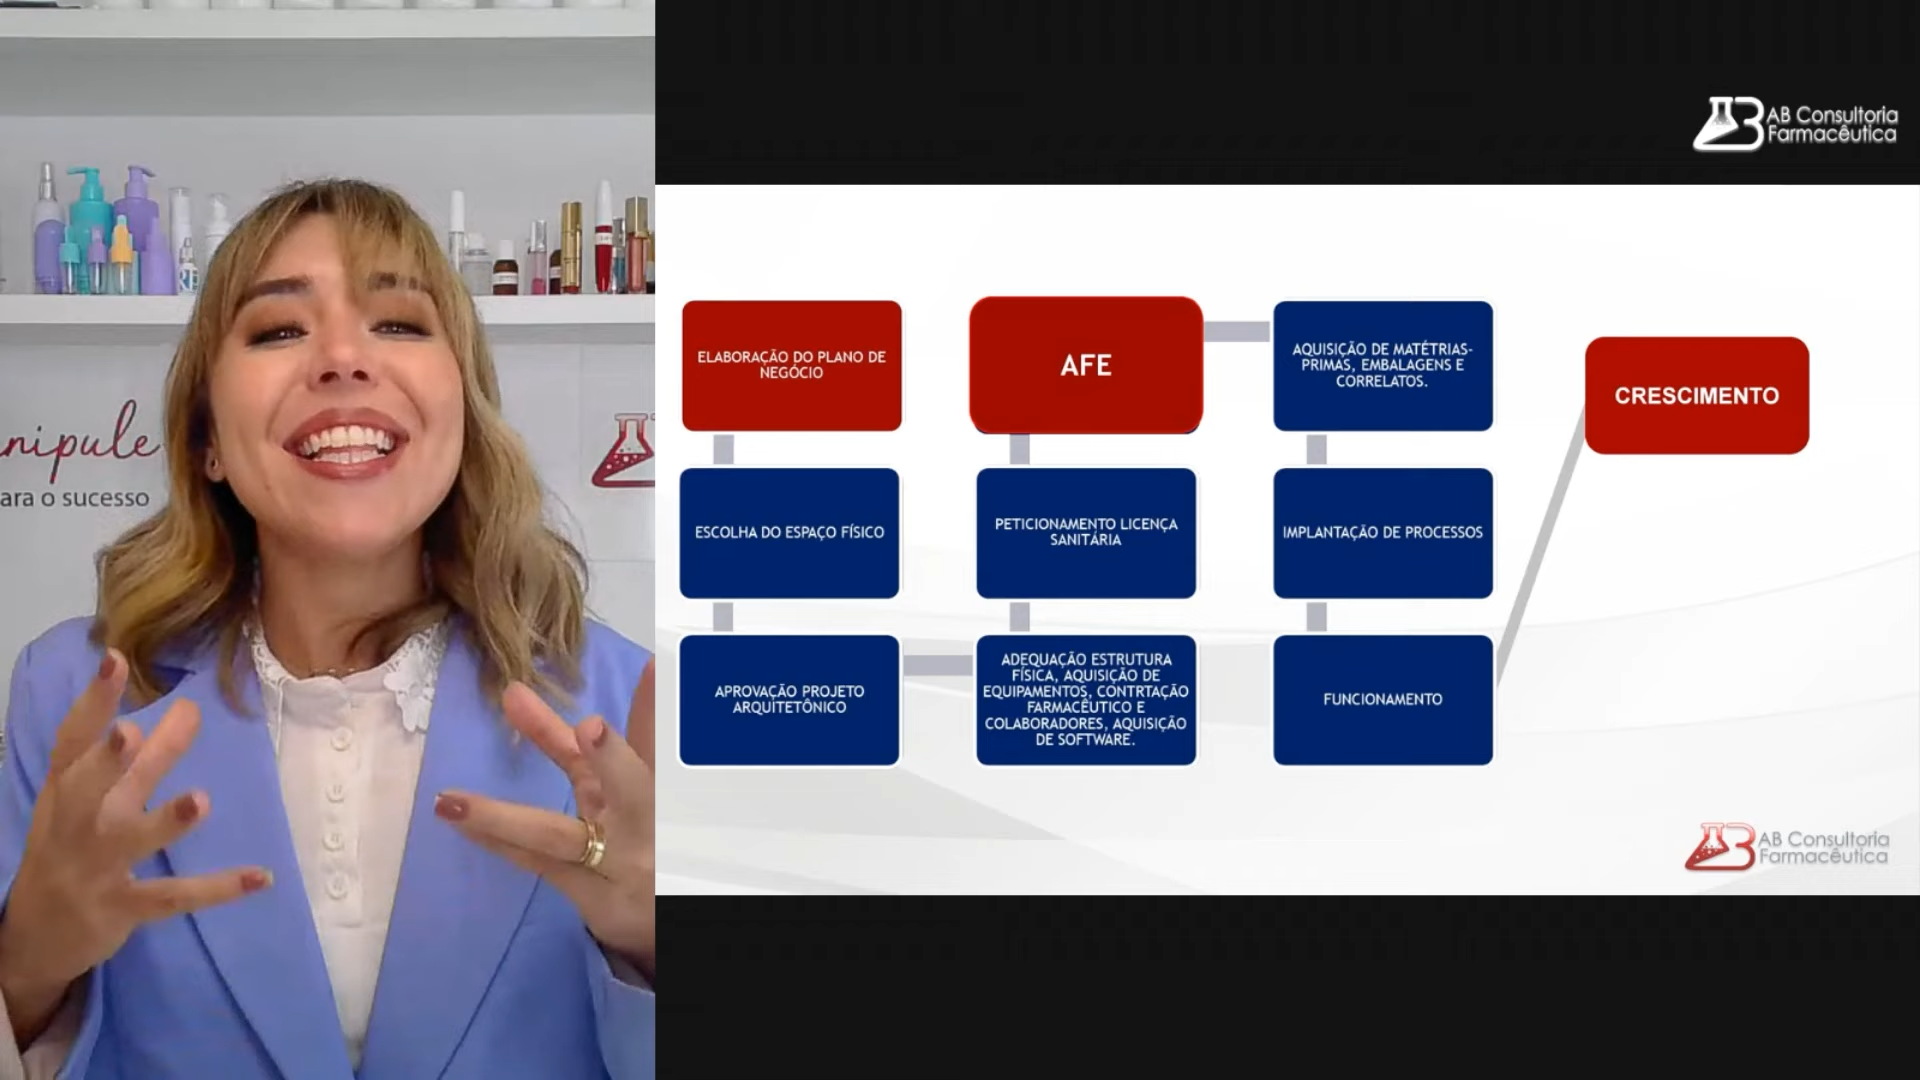 nipule
ara o sucesso
AB Consultoria
Farmacêutica
ELABORAÇÃO DO PLANO DE
NEGÓCIO
ESCOLHA DO ESPAÇO FÍSICO
APROVAÇÃO PROJETO
ARQUITETÔNICO
AFE
PETICIONAMENTO LICENÇA
SANITÁRIA
ADEQUAÇÃO ESTRUTURA
FÍSICA, AQUISIÇÃO DE
EQUIPAMENTOS, CONTRTAÇÃO
FARMACÊUTICO E
COLABORADORES, AQUISIÇÃO
DE SOFTWARE.
AQUISIÇÃO DE MATÉTRIAS-
PRIMAS, EMBALAGENS E
CORRELATOS.
IMPLANTAÇÃO DE PROCESSOS
FUNCIONAMENTO
CRESCIMENTO
AB Consultoria
Farmacêutica